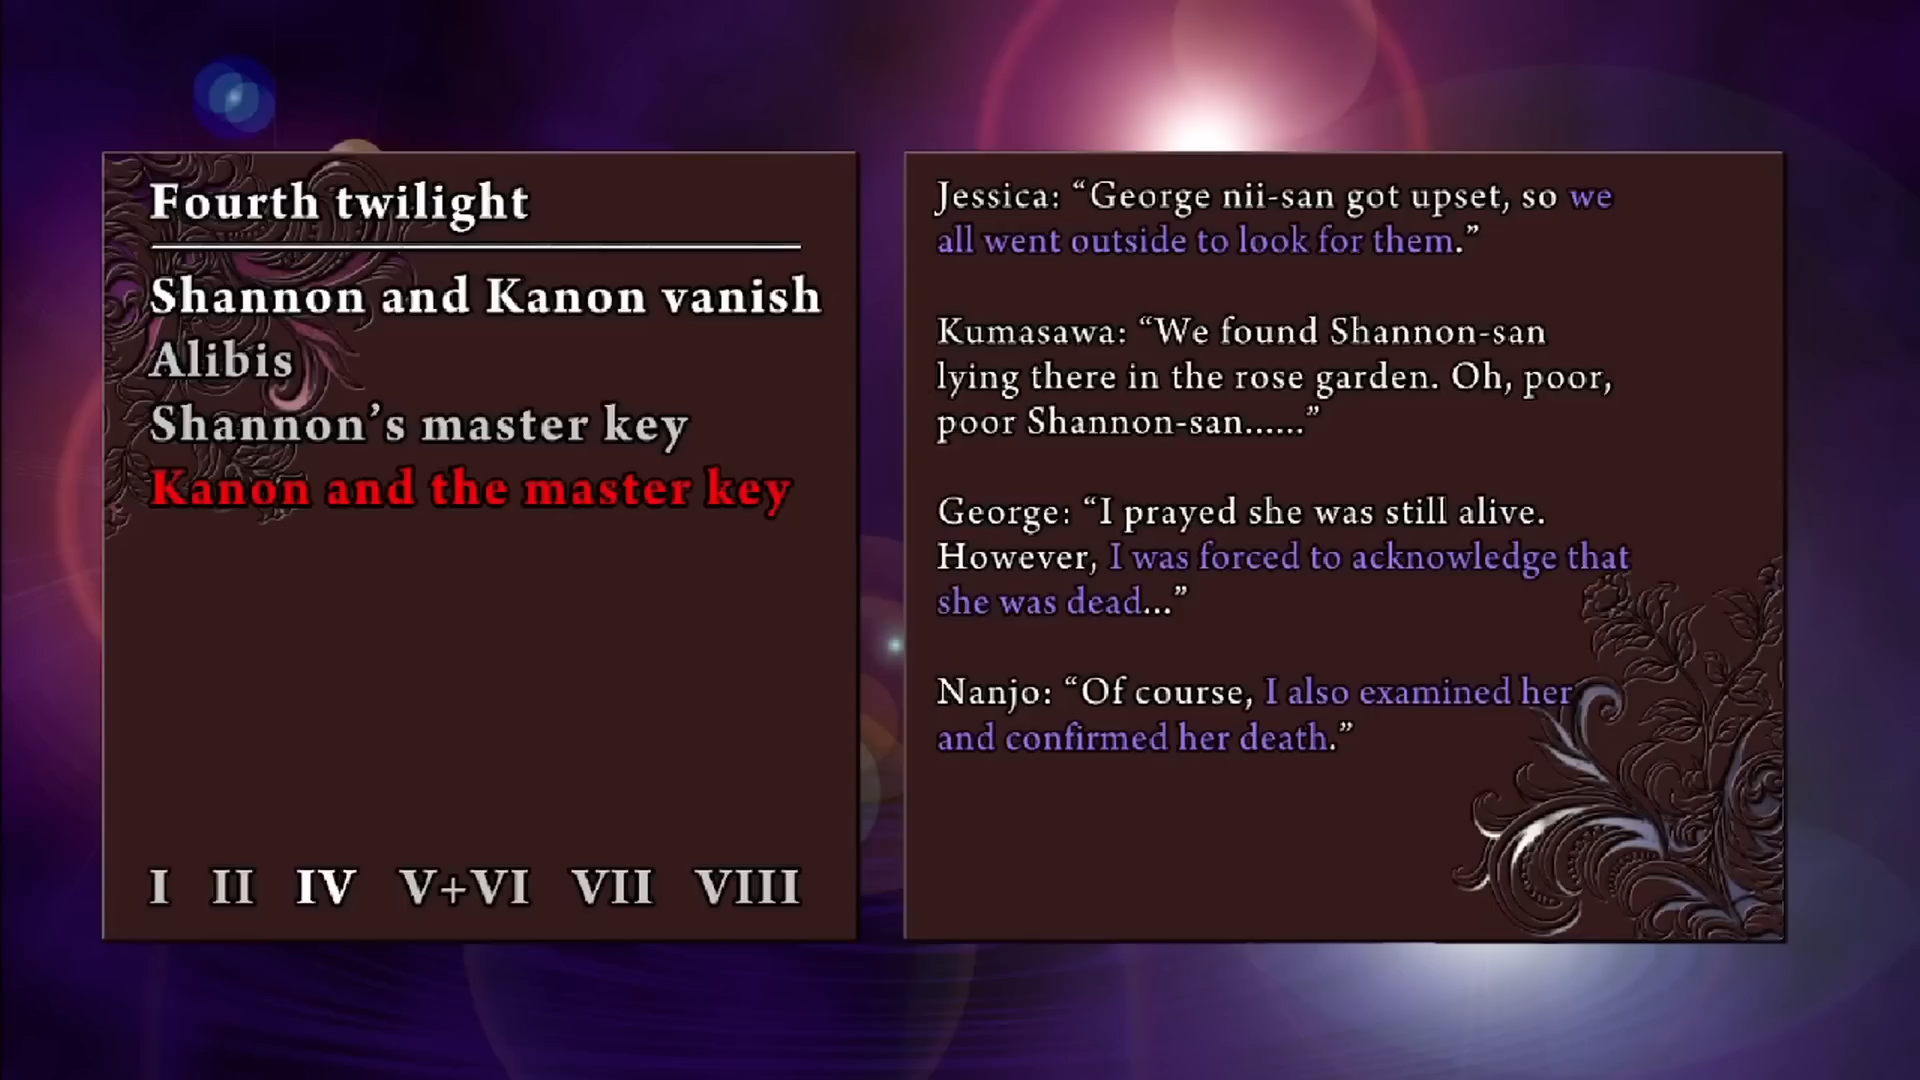 Fourth twilight
Shannon and Kanon vanish
Alibis
Shannon's master key
Kanon and the master key
I II IV V+VI VII VIII
Jessica: “George nii-san got upset, so we
all went outside to look for them.”
Kumasawa: “We found Shannon-san
lying there in the rose garden. Oh, poor,
poor Shannon-san......”
George: “I prayed she was still alive.
However, I was forced to acknowledge that
she was dead...”
Nanjo: “Of course, I also examined her
and confirmed her death.”